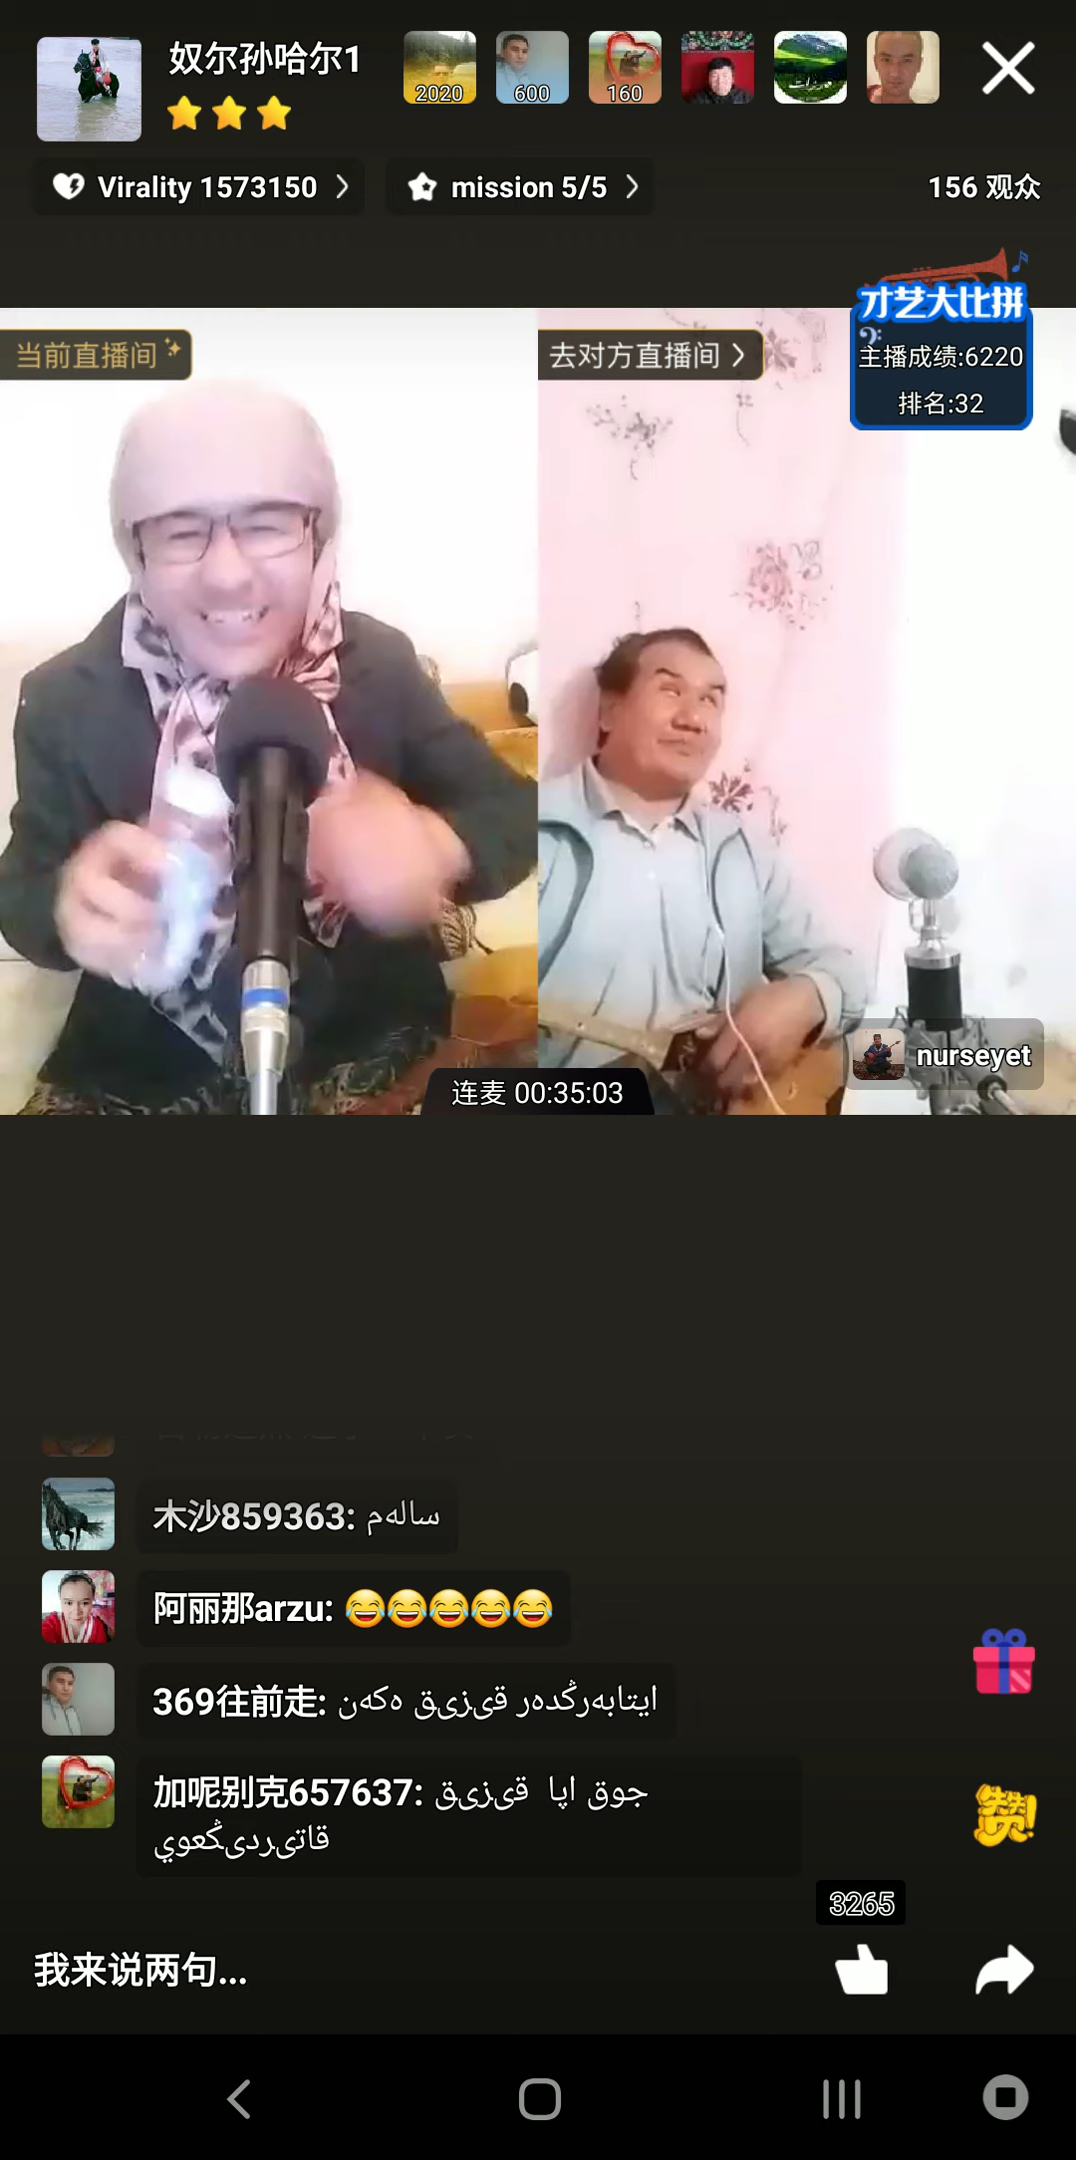 奴尔孙哈尔1
2020
600
160
Virality 1573150
mission 5/5
156 观众
才艺大比拼
主播成绩:6220
排名:32
当前直播间
去对方直播间
nurseyet
连麦 00:35:03
木沙859363: سالەم
阿丽那arzu: 😂😂😂😂😂
369往前走: ايتابەرڭدەر قىزىق ەكەن
加呢别克657637: جوق اپا قىزىق
قاتىردىڭعوي
3265
我来说两句...